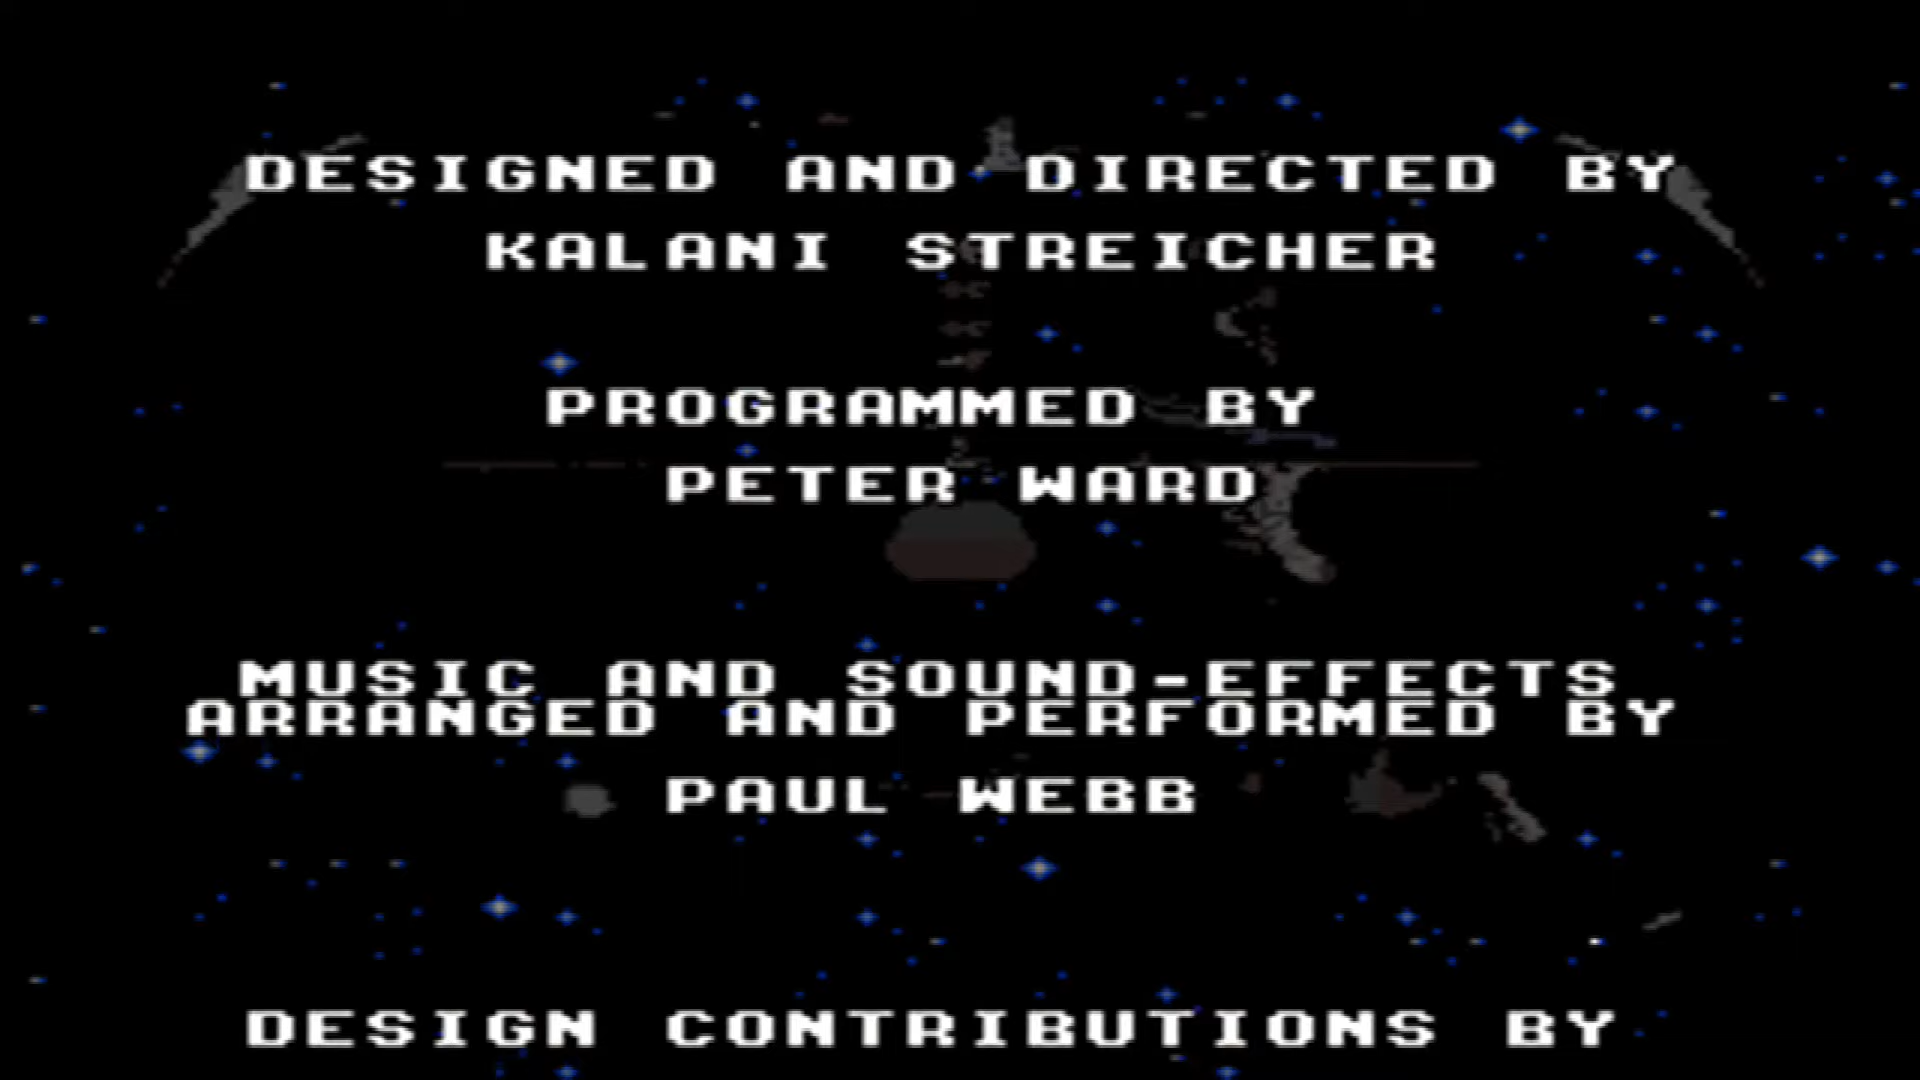 DESIGNED AND DIRECTED BY
KALANI STREICHER
PROGRAMMED BY
PETER WARD
MUSIC AND SOUND-EFFECTS
ARRANGED AND PERFORMED BY
PAUL WEBB
DESIGN CONTRIBUTIONS BY